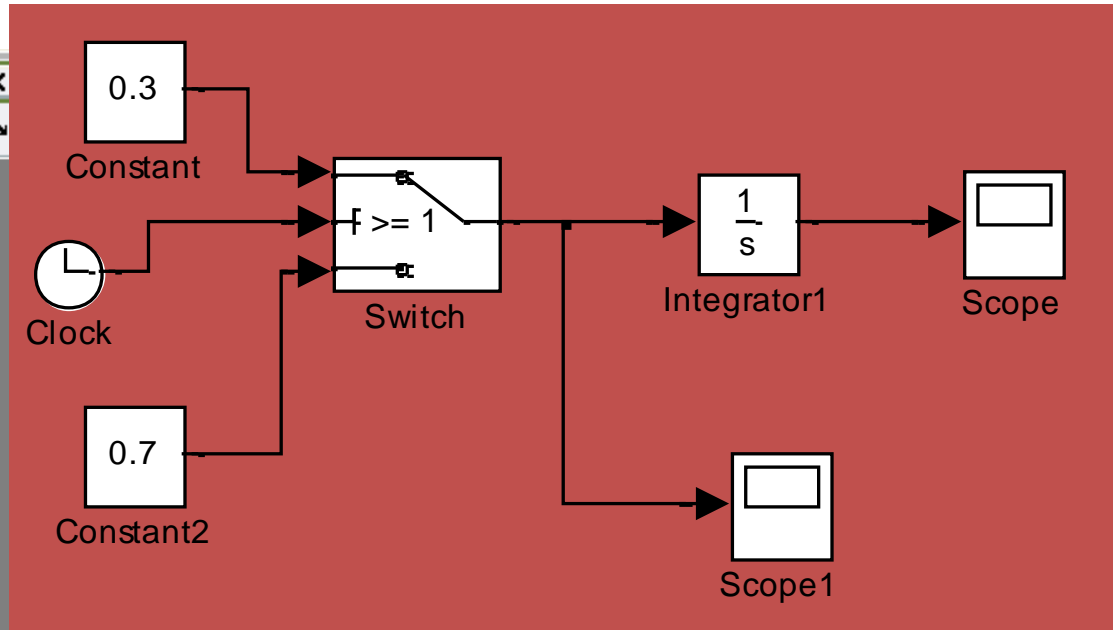 0.3
Constant
>= 1
Switch
1
s
Integrator1
Scope
Clock
0.7
Constant2
Scope1